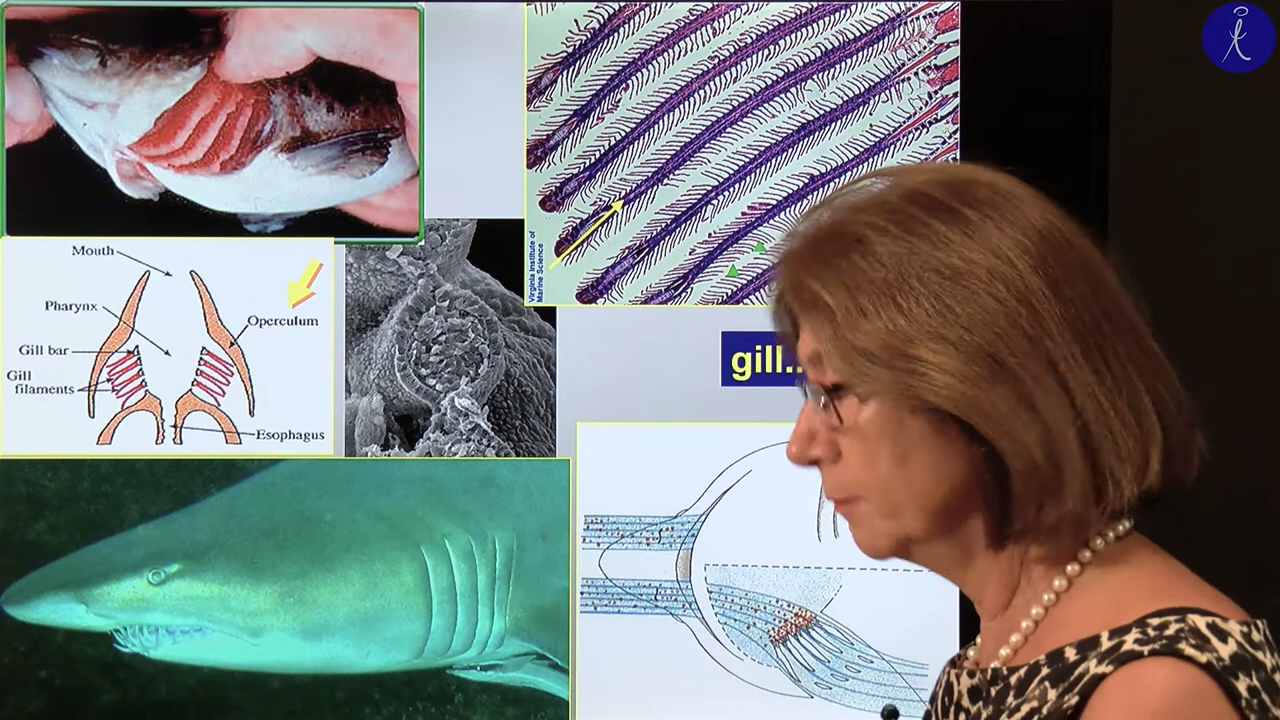 Mouth
Pharynx
Operculum
Gill bar
Gill
filaments
Esophagus
Virginia Institute of
Marine Science
gill..